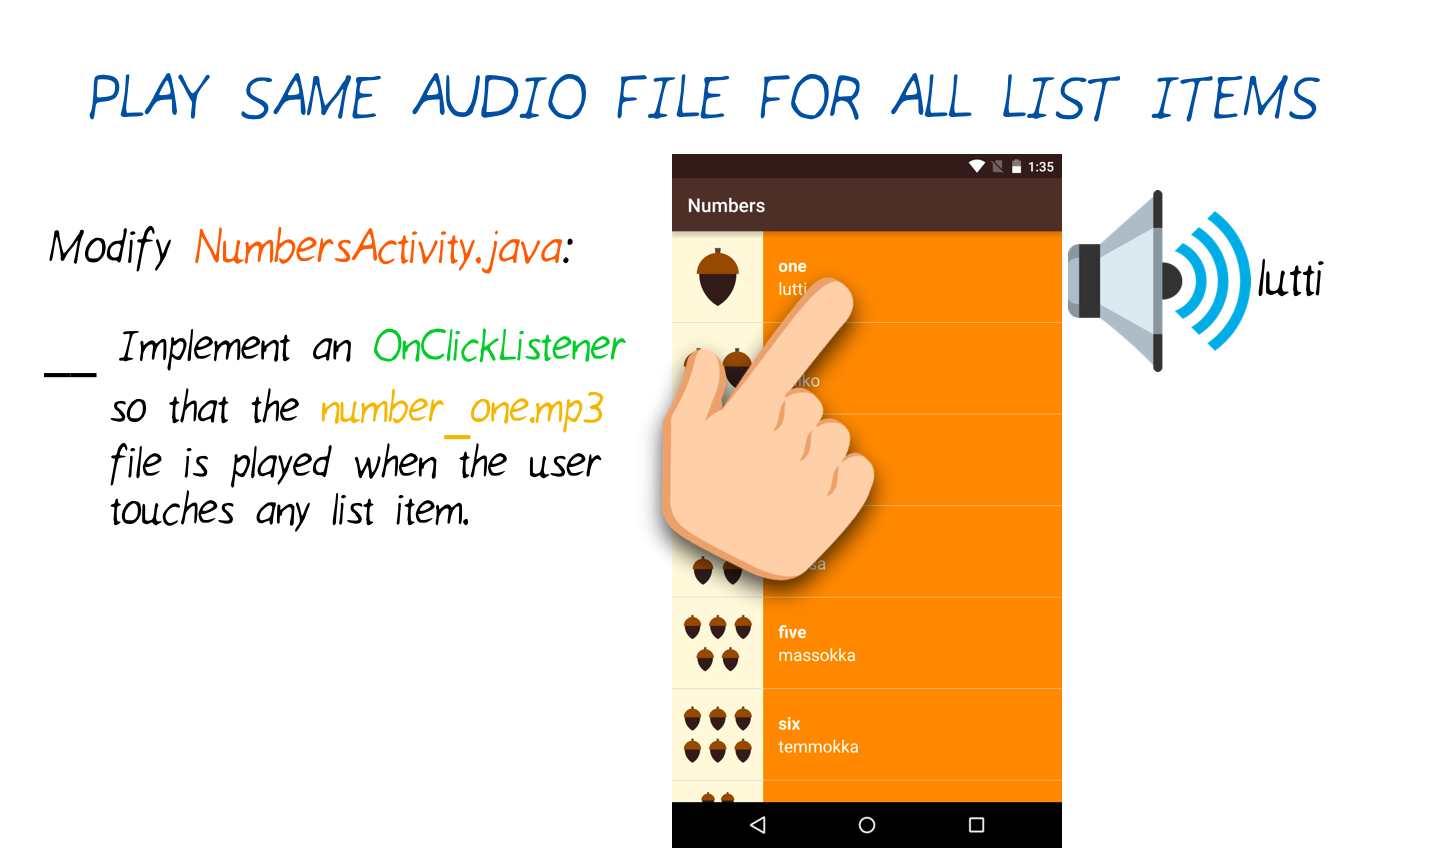 PLAY SAME AUDIO FILE FOR ALL LIST ITEMS
1:35
Numbers
Modify NumbersActivity.java:
one
lutti
lutti
__ Implement an OnClickListener
so that the number_one.mp3
file is played when the user
touches any list item.
five
massokka
six
temmokka